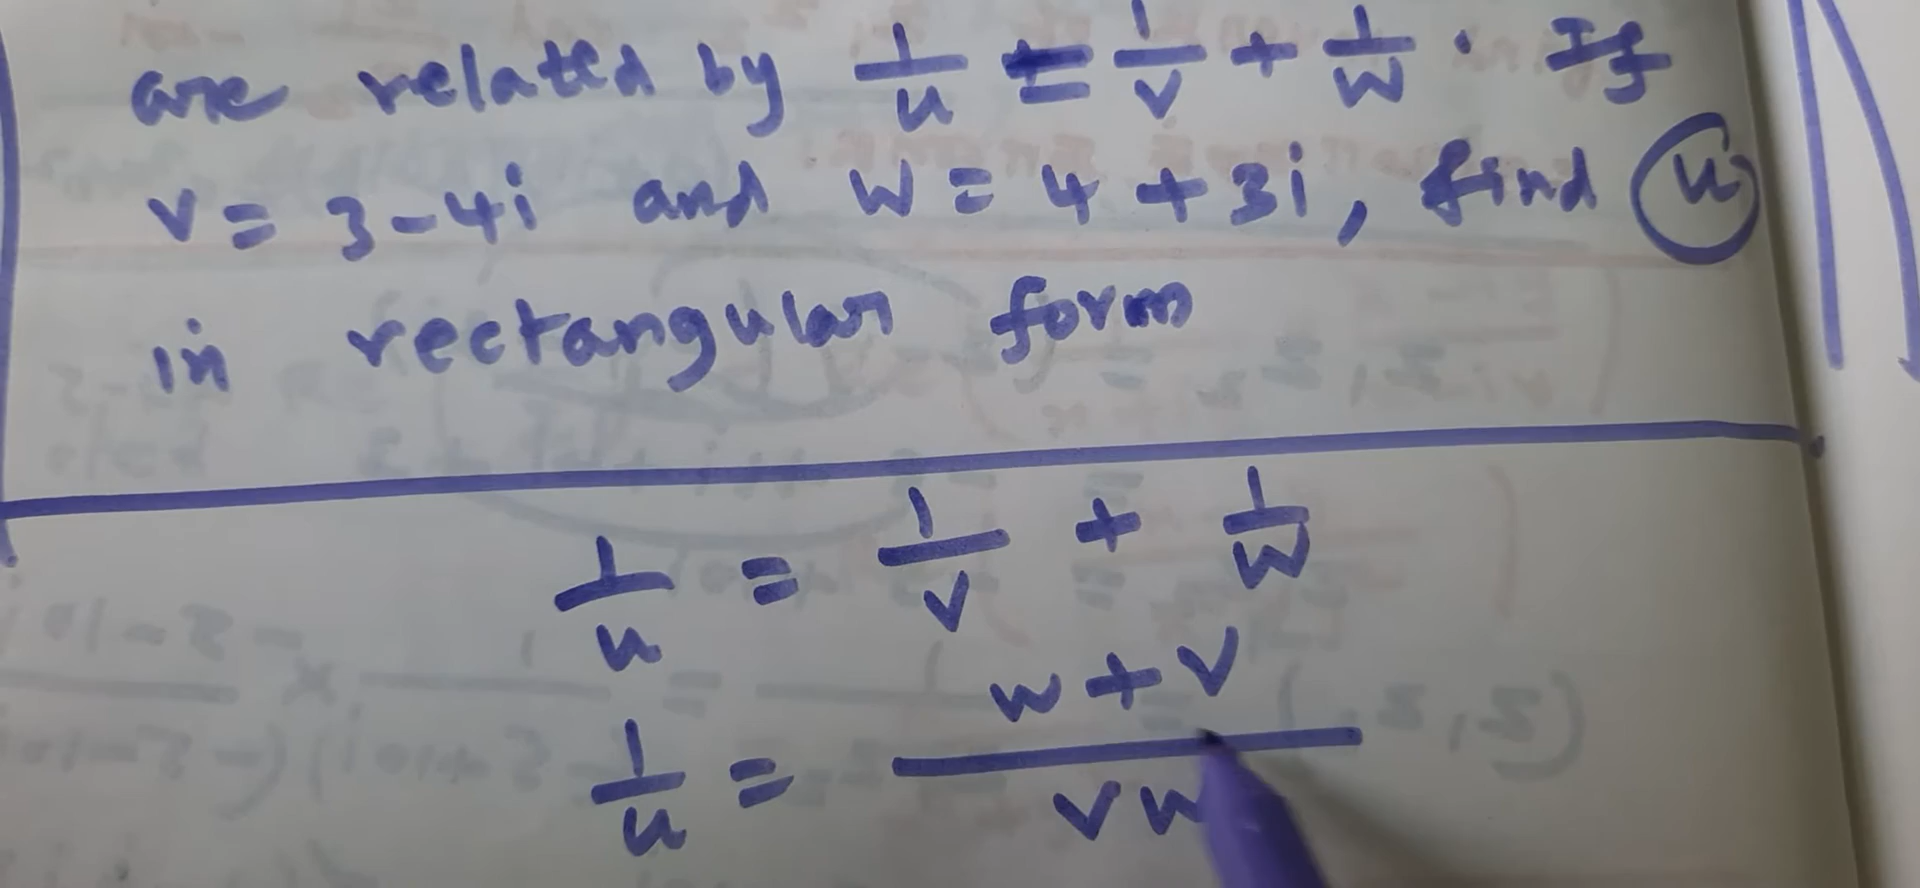 are related by 1/u = 1/v + 1/w . If
v = 3-4i and w = 4 + 3i, find u
in rectangular form
1/u = 1/v + 1/w
1/u = w + v / vw